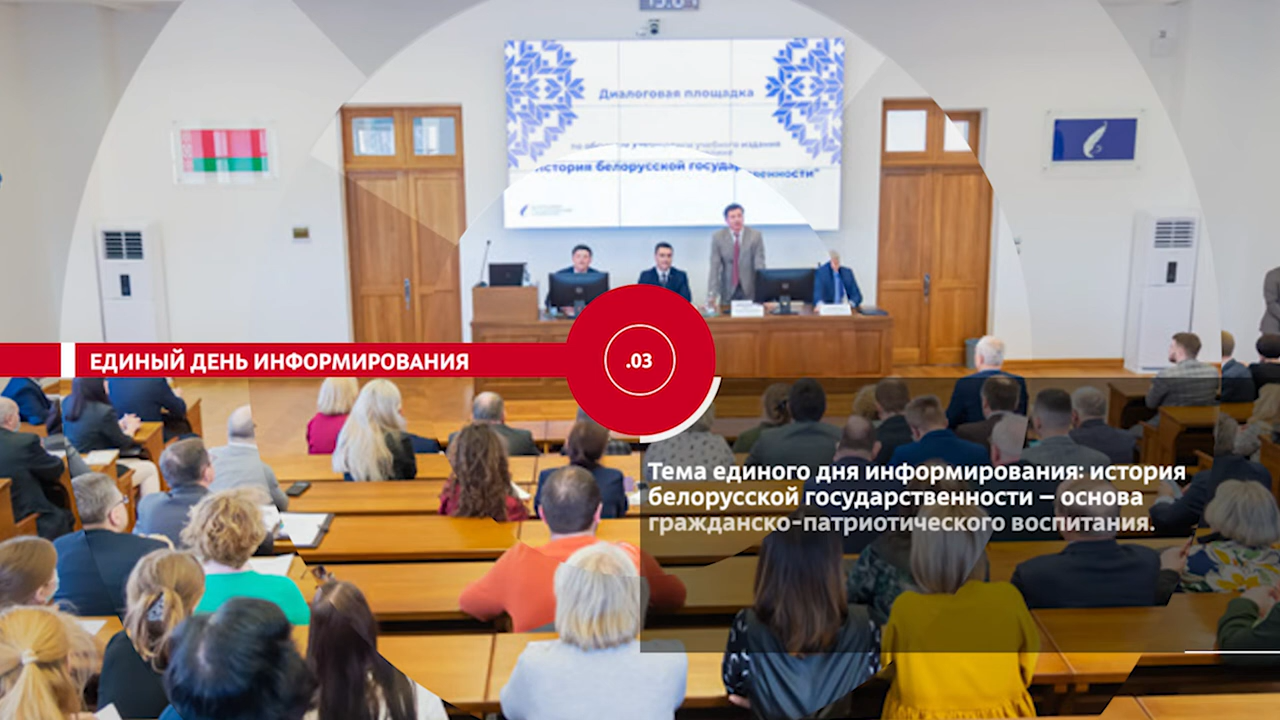 Диалоговая площадка
"История белорусской государственности"
ЕДИНЫЙ ДЕНЬ ИНФОРМИРОВАНИЯ
.03
Тема единого дня информирования: история
белорусской государственности – основа
гражданско-патриотического воспитания.